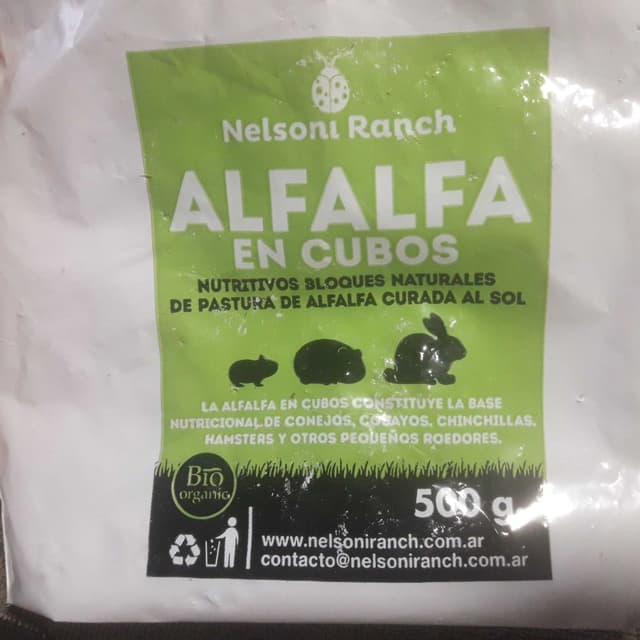 Nelsoni Ranch
ALFALFA
EN CUBOS
NUTRITIVOS BLOQUES NATURALES
DE PASTURA DE ALFALFA CURADA AL SOL
LA ALFALFA EN CUBOS CONSTITUYE LA BASE
NUTRICIONAL DE CONEJOS, COBAYOS, CHINCHILLAS,
HAMSTERS Y OTROS PEQUEÑOS ROEDORES.
Bio
organic
500 g
www.nelsoniranch.com.ar
contacto@nelsoniranch.com.ar